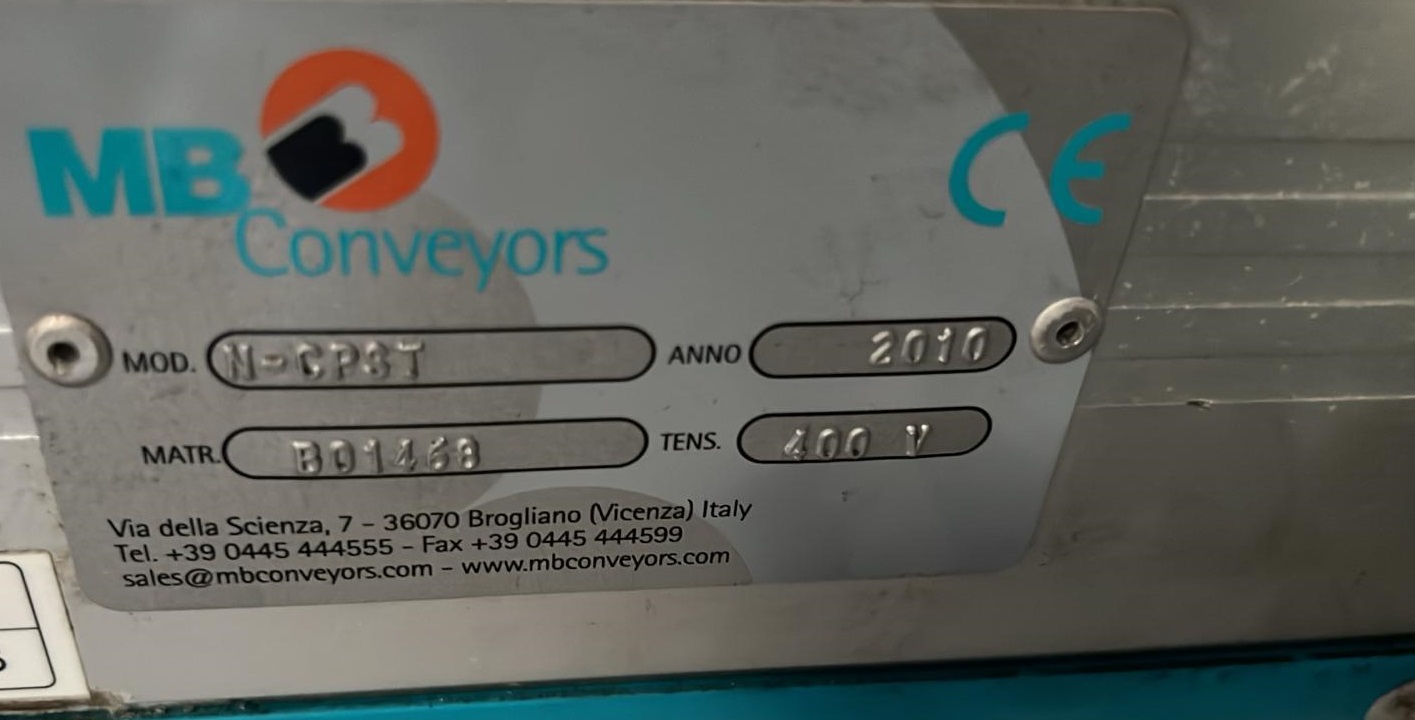 MB
Conveyors
CE
MOD. N-CPST ANNO 2010
MATR. TENS. 400 V
Via della Scienza, 7 – 36070 Brogliano (Vicenza) Italy
Tel. +39 0445 444555 – Fax +39 0445 444599
sales@mbconveyors.com – www.mbconveyors.com